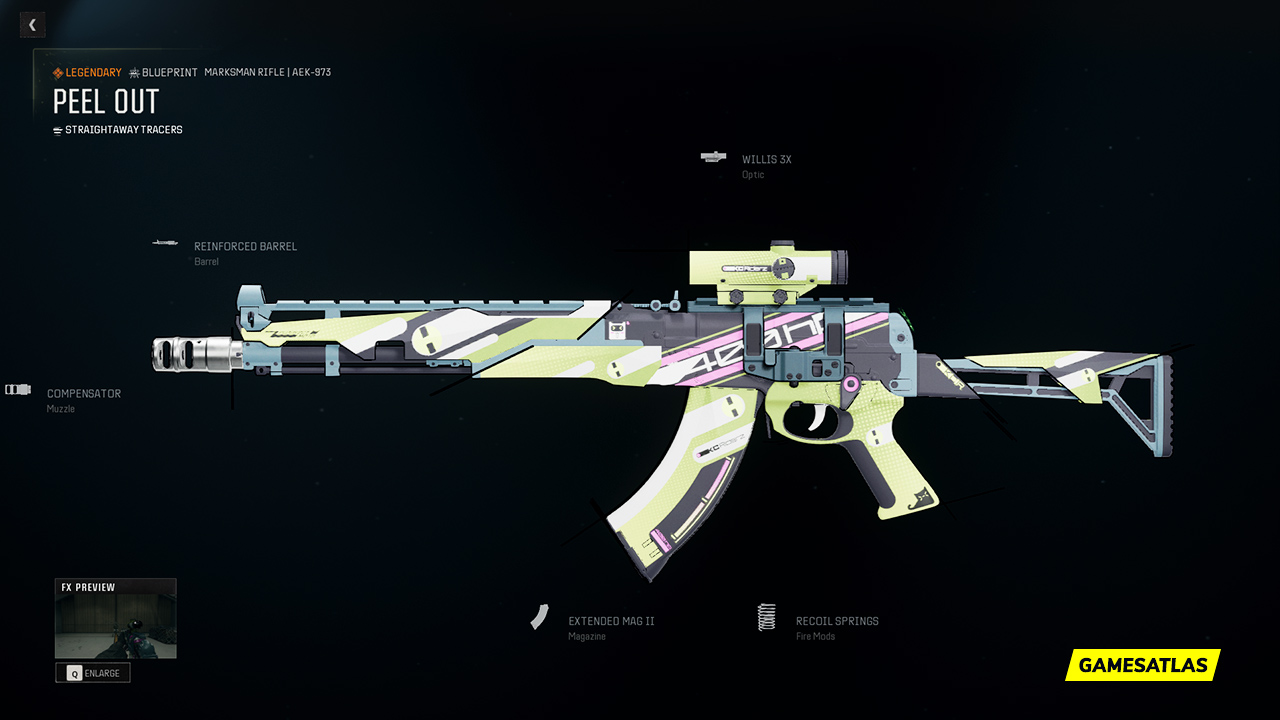 LEGENDARY BLUEPRINT MARKSMAN RIFLE | AEK-973
PEEL OUT
STRAIGHTAWAY TRACERS
WILLIS 3X
Optic
REINFORCED BARREL
Barrel
COMPENSATOR
Muzzle
FX PREVIEW
Q ENLARGE
EXTENDED MAG II
Magazine
RECOIL SPRINGS
Fire Mods
GAMESATLAS